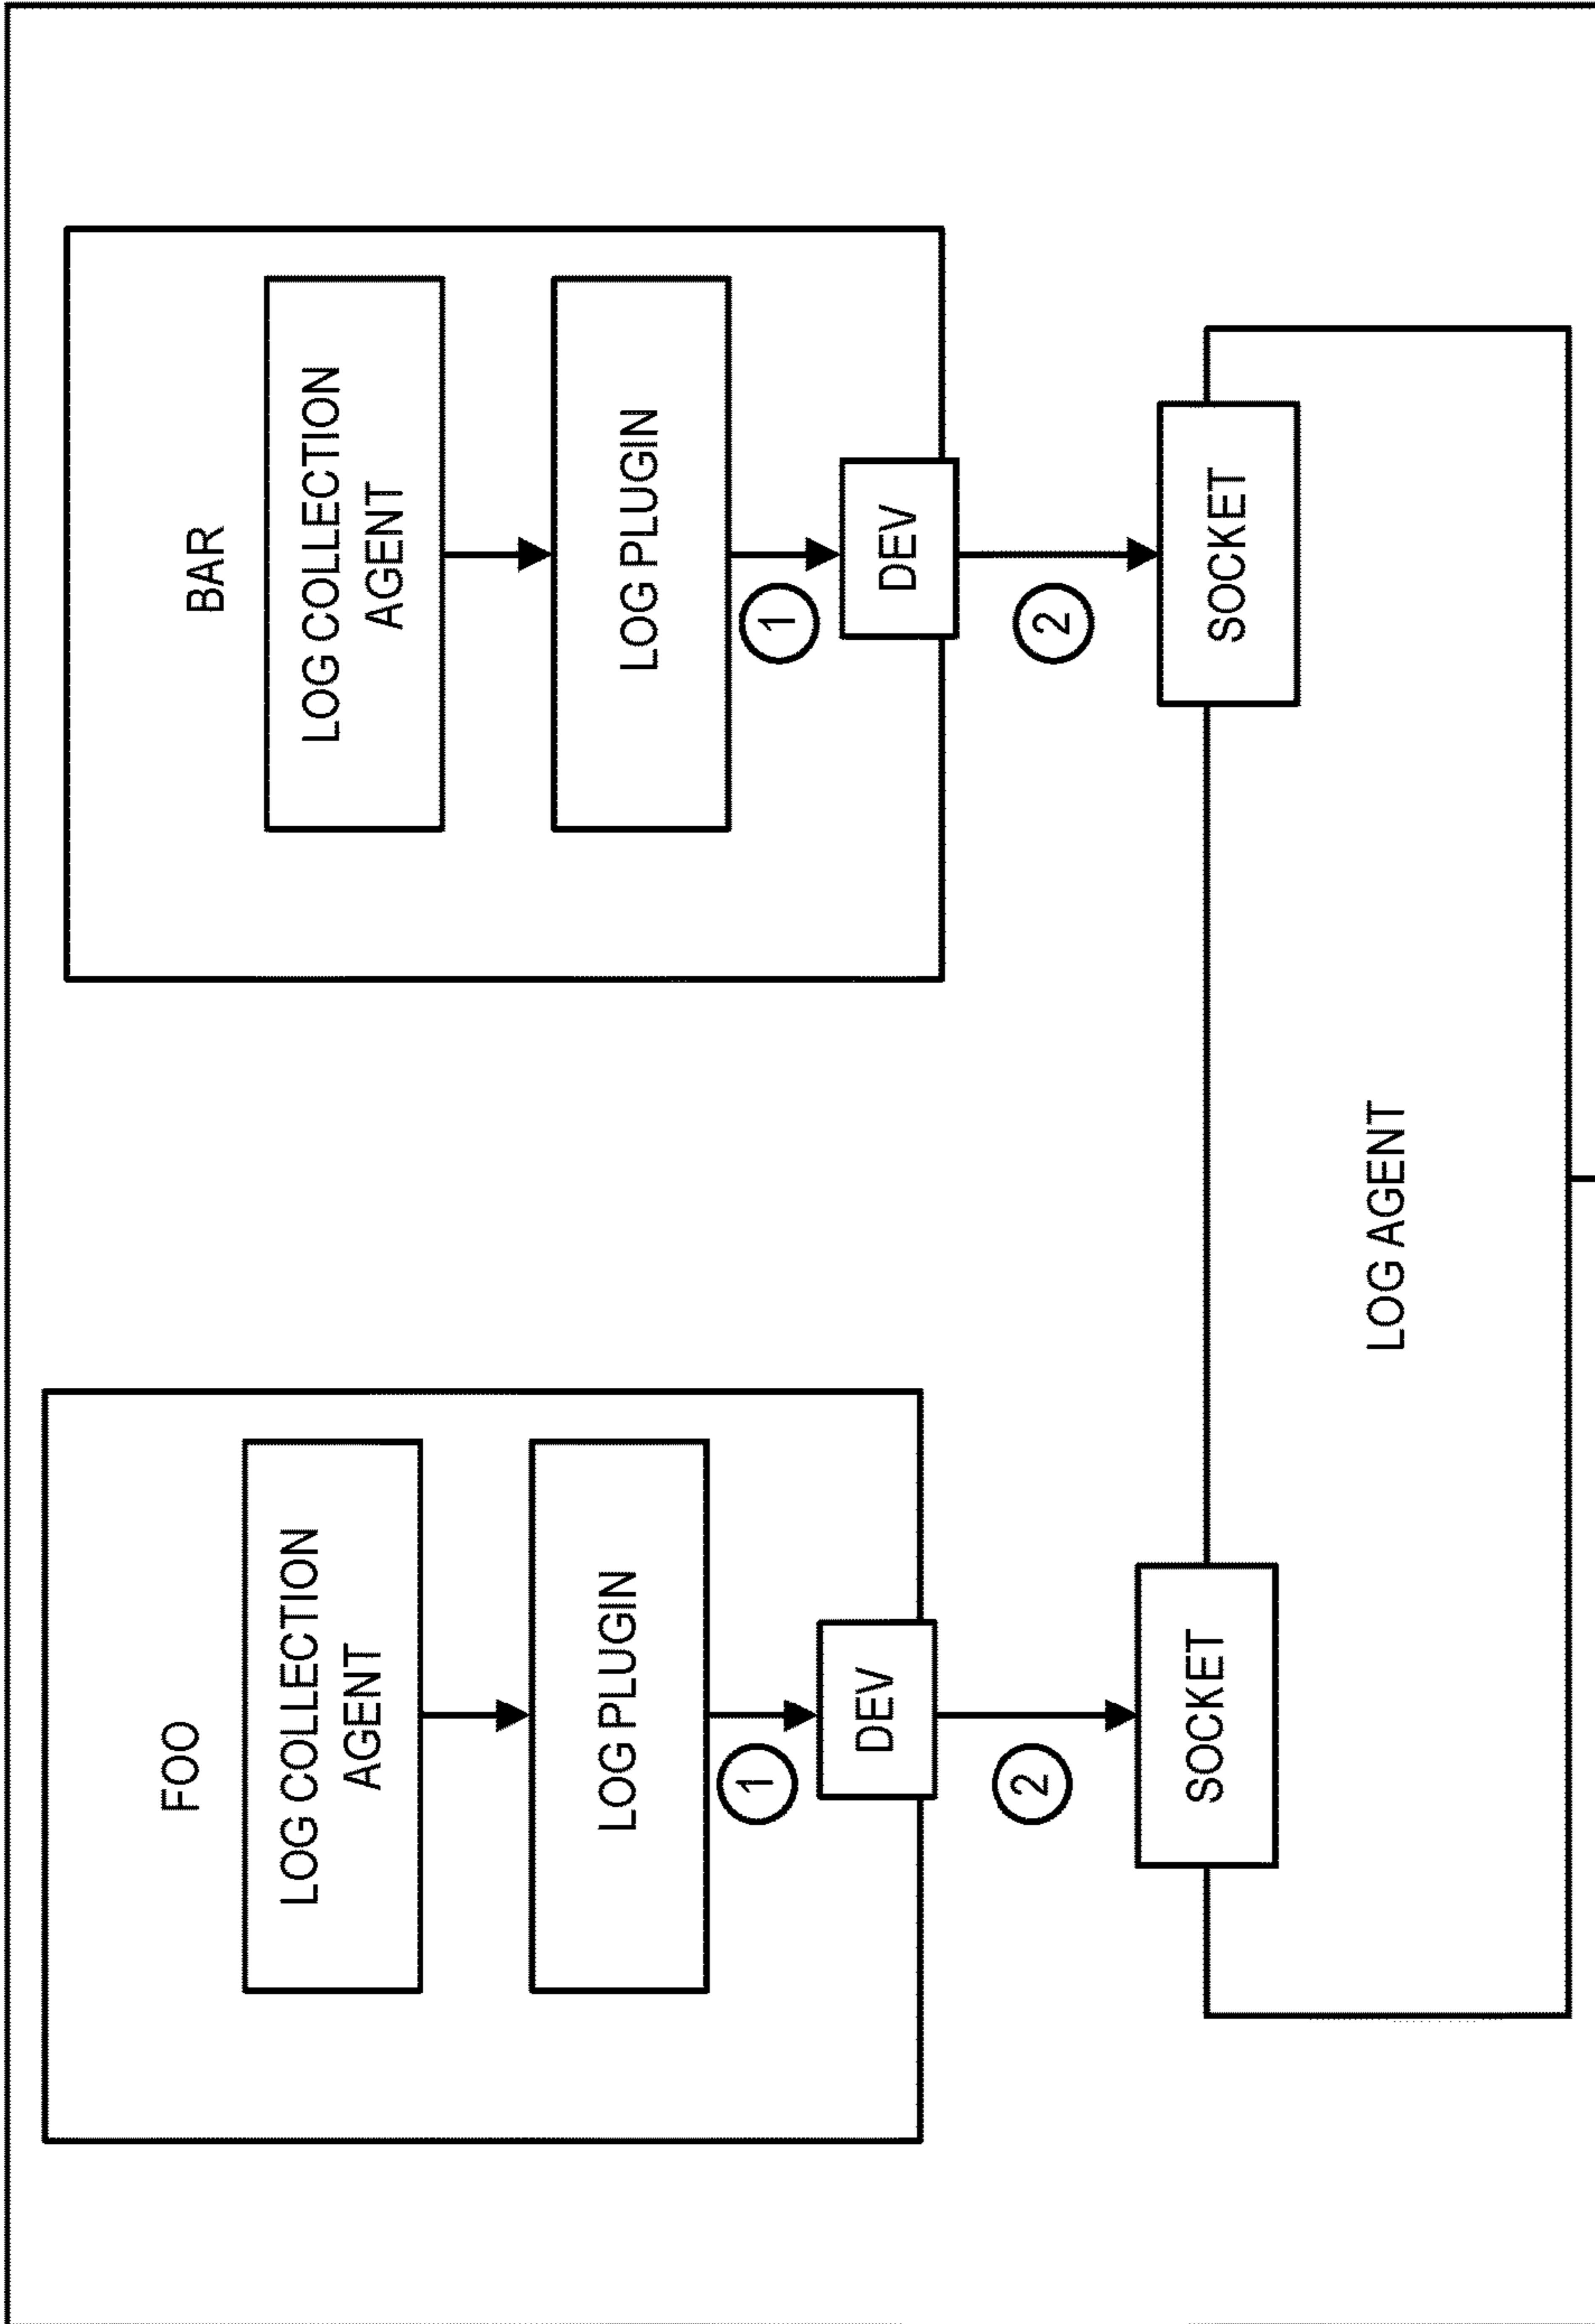 FOO
LOG COLLECTION
AGENT
LOG PLUGIN
1
DEV
2
SOCKET
BAR
LOG COLLECTION
AGENT
LOG PLUGIN
1
DEV
2
SOCKET
LOG AGENT